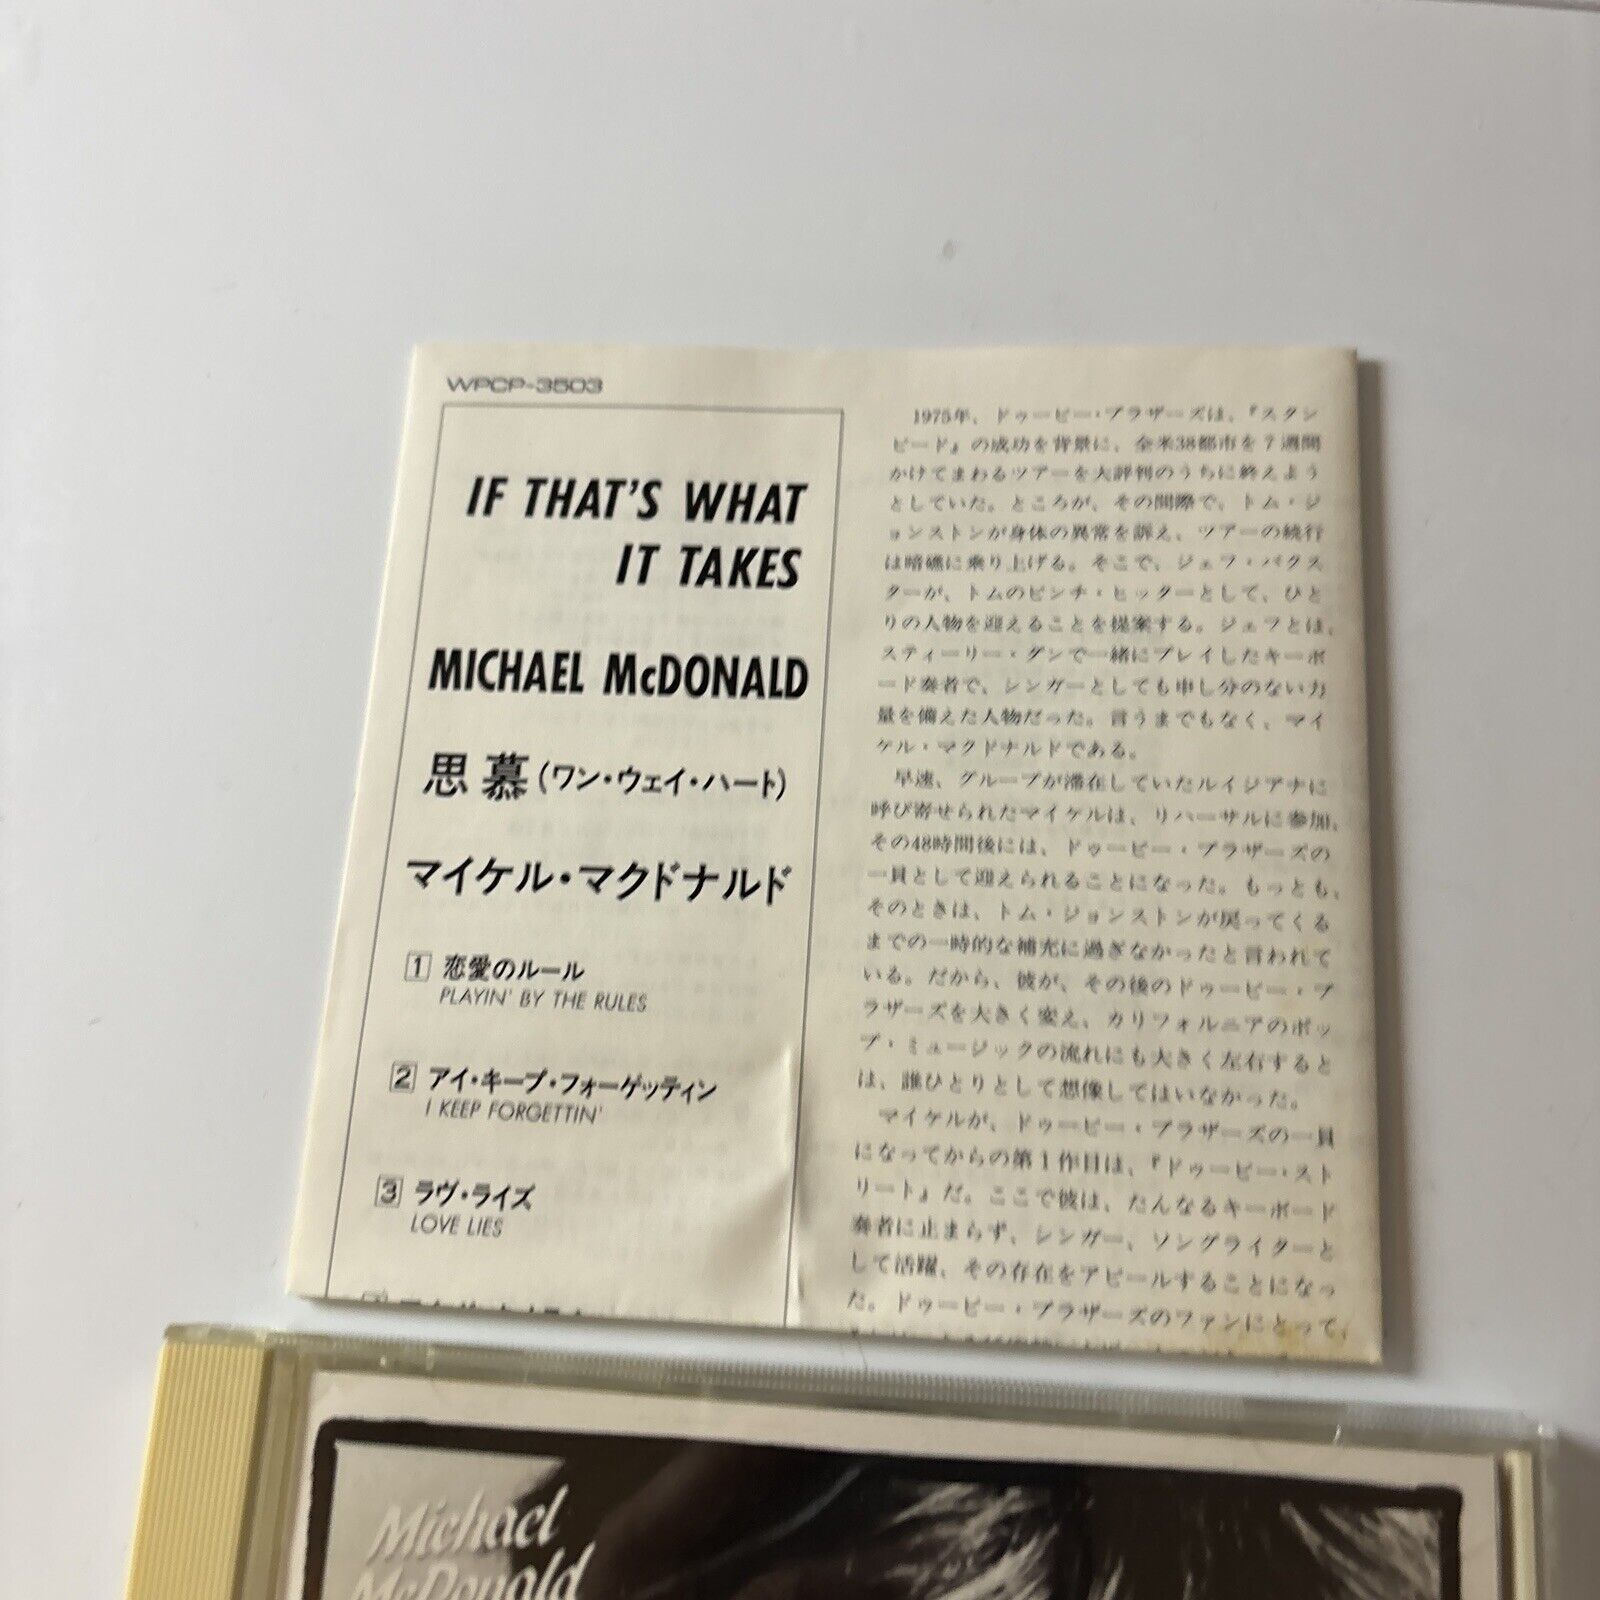 WPCP-3503
IF THAT'S WHAT
IT TAKES
MICHAEL McDONALD
思慕(ワン・ウェイ・ハート)
マイケル・マクドナルド
1 恋愛のルール
PLAYIN' BY THE RULES
2 アイ・キープ・フォーゲッティン
I KEEP FORGETTIN'
3 ラヴ・ライズ
LOVE LIES
1975年、ドゥービー・ブラザーズは、『スタン
ピード』の成功を背景に、全米38都市を7週間
かけてまわるツアーを大評判のうちに終えよう
としていた。ところが、その間際で、トム・ジ
ョンストンが身体の異常を訴え、ツアーの続行
は暗礁に乗り上げる。そこで、ジェフ・バクス
ターが、トムのピンチ・ヒッターとして、ひと
りの人物を迎えることを提案する。ジェフとは、
スティーリー・ダンで一緒にプレイしたキーボ
ード奏者で、シンガーとしても申し分のない力
量を備えた人物だった。言うまでもなく、マイ
ケル・マクドナルドである。
早速、グループが滞在していたルイジアナに
呼び寄せられたマイケルは、リハーサルに参加、
その48時間後には、ドゥービー・ブラザーズの
一員として迎えられることになった。もっとも、
そのときは、トム・ジョンストンが戻ってくる
までの一時的な補充に過ぎなかったと言われて
いる。だから、彼が、その後のドゥービー・ブ
ラザーズを大きく変え、カリフォルニアのポッ
プ・ミュージックの流れにも大きく左右すると
は、誰ひとりとして想像してはいなかった。
マイケルが、ドゥービー・ブラザーズの一員
になってからの第1作目は、『ドゥービー・スト
リート』だ。ここで彼は、たんなるキーボード
奏者に止まらず、シンガー、ソングライターと
して活躍、その存在をアピールすることになっ
た。ドゥービー・ブラザーズのファンにとって、
Michael
McDonald